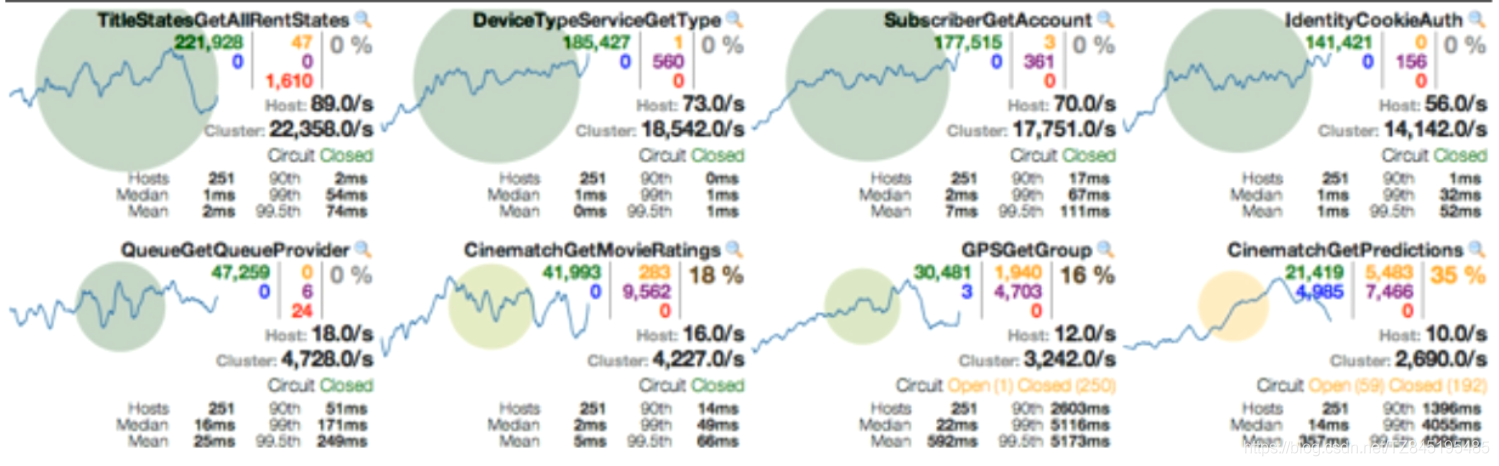 TitleStatesGetAllRentStates
221,928 47 0 %
0 0
1,610
Host: 89.0/s
Cluster: 22,358.0/s
Circuit Closed
Hosts 251 90th 2ms
Median 1ms 99th 54ms
Mean 2ms 99.5th 74ms
DeviceTypeServiceGetType
185,427 1 0 %
0 560
0
Host: 73.0/s
Cluster: 18,542.0/s
Circuit Closed
Hosts 251 90th 0ms
Median 1ms 99th 1ms
Mean 0ms 99.5th 1ms
SubscriberGetAccount
177,515 3 0 %
0 361
0
Host: 70.0/s
Cluster: 17,751.0/s
Circuit Closed
Hosts 251 90th 17ms
Median 2ms 99th 67ms
Mean 7ms 99.5th 111ms
IdentityCookieAuth
141,421 0 0 %
0 156
0
Host: 56.0/s
Cluster: 14,142.0/s
Circuit Closed
Hosts 251 90th 1ms
Median 1ms 99th 32ms
Mean 1ms 99.5th 52ms
QueueGetQueueProvider
47,259 0 0 %
0 6
24
Host: 18.0/s
Cluster: 4,728.0/s
Circuit Closed
Hosts 251 90th 51ms
Median 16ms 99th 171ms
Mean 25ms 99.5th 249ms
CinematchGetMovieRatings
41,993 283 18 %
0 9,562
0
Host: 16.0/s
Cluster: 4,227.0/s
Circuit Closed
Hosts 251 90th 14ms
Median 2ms 99th 49ms
Mean 5ms 99.5th 66ms
GPSGetGroup
30,481 1,940 16 %
3 4,703
0
Host: 12.0/s
Cluster: 3,242.0/s
Circuit Open (1) Closed (250)
Hosts 251 90th 2603ms
Median 22ms 99th 5116ms
Mean 592ms 99.5th 5173ms
CinematchGetPredictions
21,419 5,483 35 %
4,985 7,466
0
Host: 10.0/s
Cluster: 2,690.0/s
Circuit Open (59) Closed (192)
Hosts 251 90th 1396ms
Median 14ms 99th 4055ms
Mean 357ms